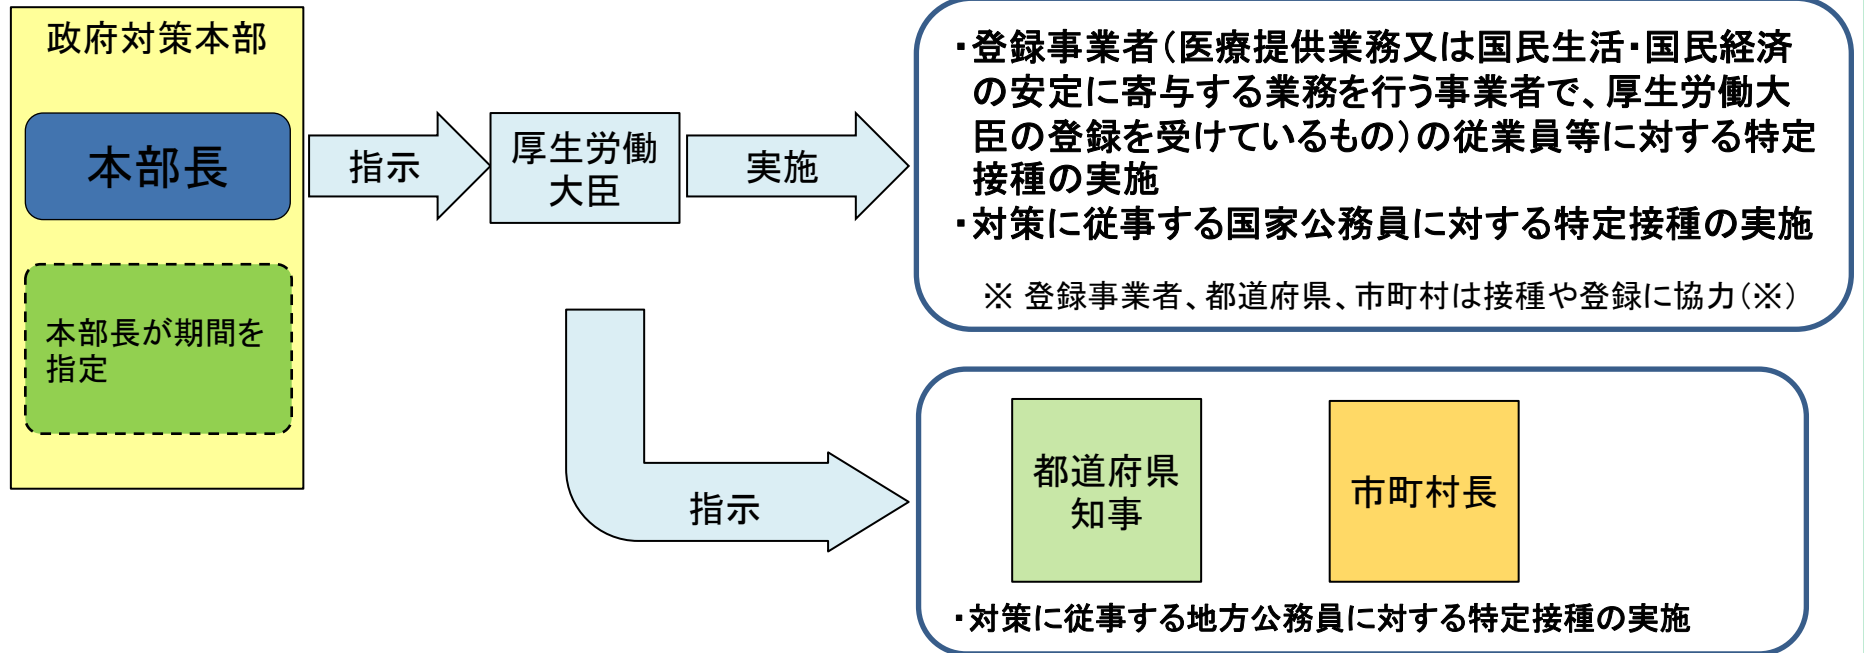 政府対策本部
本部長
本部長が期間を
指定
指示
厚生労働
大臣
実施
・登録事業者（医療提供業務又は国民生活・国民経済
の安定に寄与する業務を行う事業者で、厚生労働大
臣の登録を受けているもの）の従業員等に対する特定
接種の実施
・対策に従事する国家公務員に対する特定接種の実施
※ 登録事業者、都道府県、市町村は接種や登録に協力（※）
指示
都道府県
知事
市町村長
・対策に従事する地方公務員に対する特定接種の実施